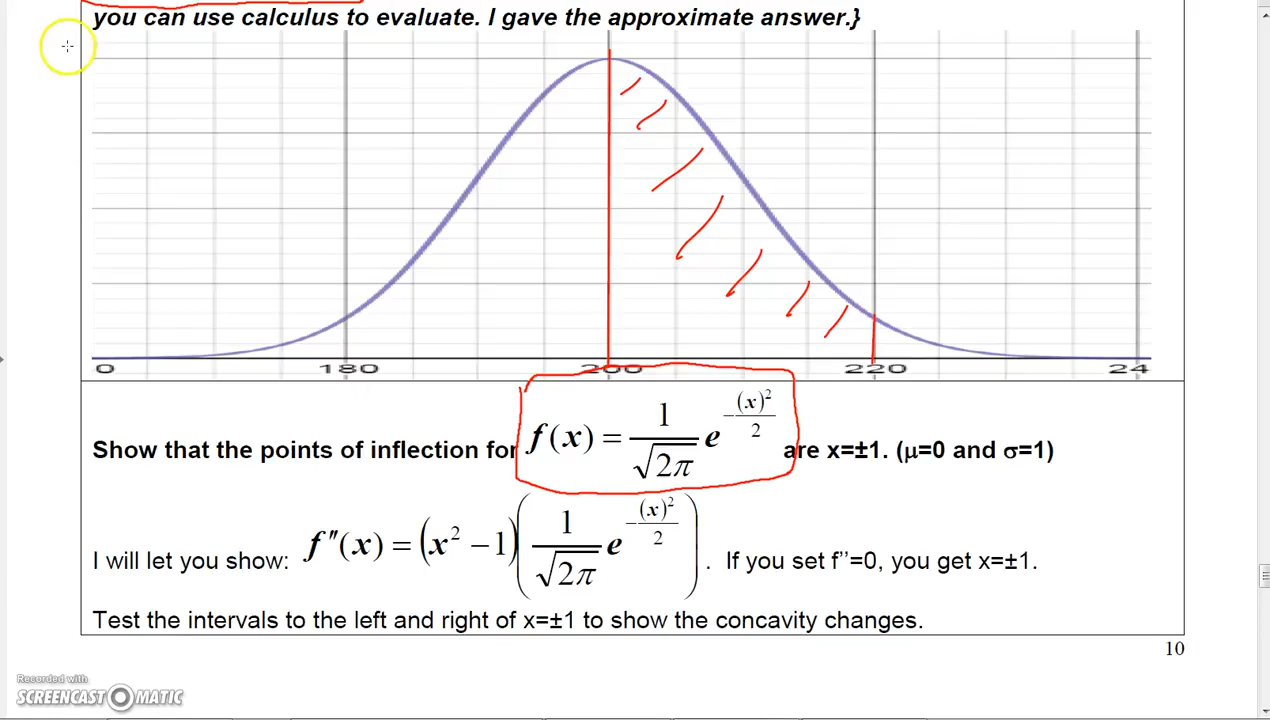 you can use calculus to evaluate. I gave the approximate answer.}
0 180 200 220 24
Show that the points of inflection for f(x) = 1/√(2π) e^(-(x)²/2) are x=±1. (μ=0 and σ=1)
I will let you show: f″(x) = (x² − 1)(1/√(2π) e^(-(x)²/2)). If you set f’’=0, you get x=±1.
Test the intervals to the left and right of x=±1 to show the concavity changes.
10
Recorded with
SCREENCAST-O-MATIC